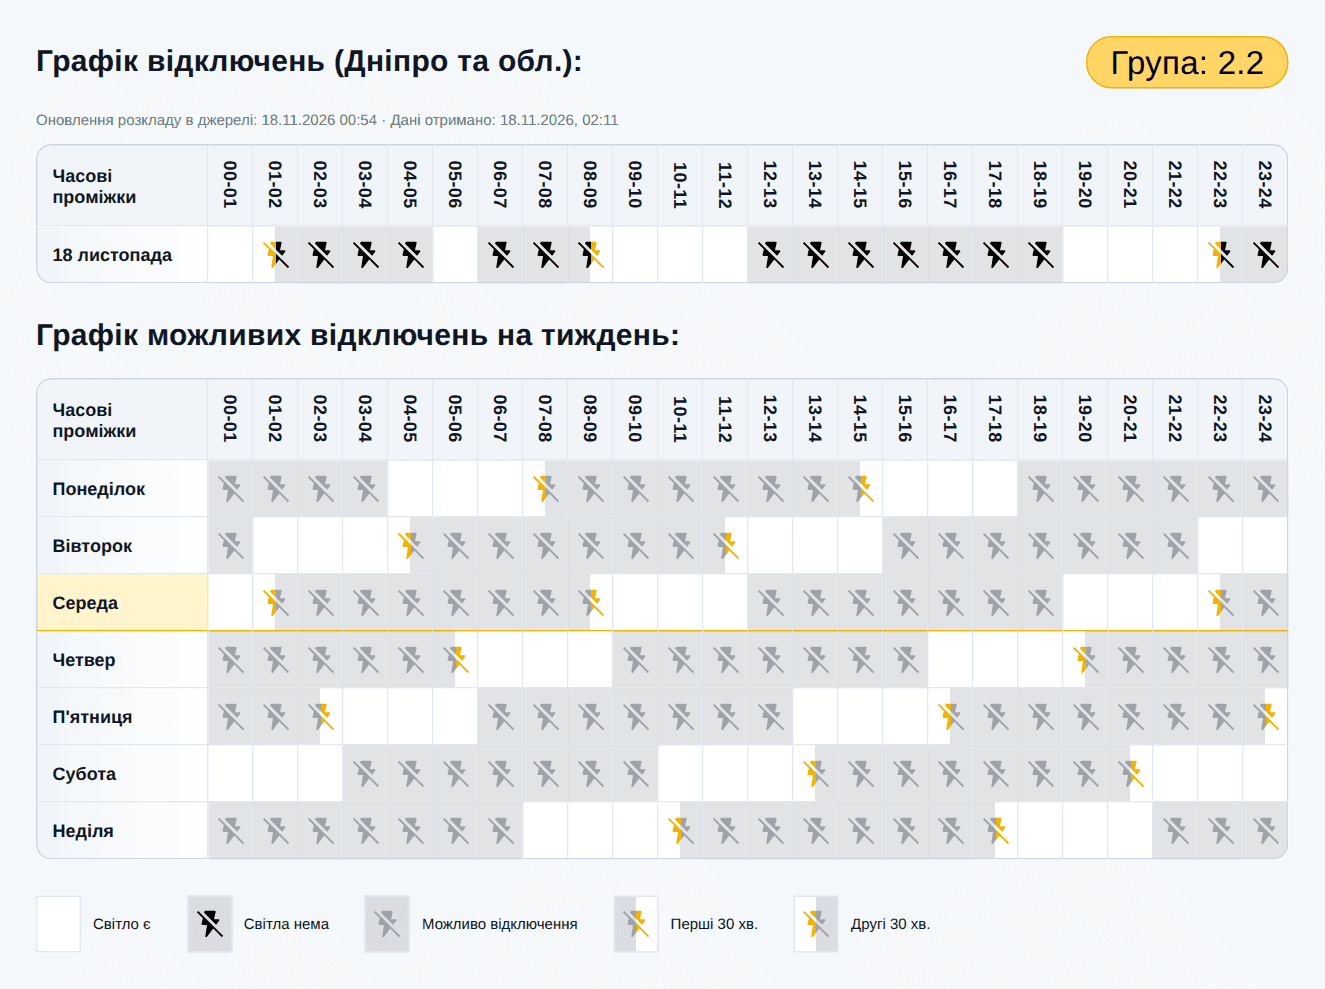 Графік відключень (Дніпро та обл.):
Група: 2.2
Оновлення розкладу в джерелі: 18.11.2026 00:54 · Дані отримано: 18.11.2026, 02:11
Часові проміжки 00-01 01-02 02-03 03-04 04-05 05-06 06-07 07-08 08-09 09-10 10-11 11-12 12-13 13-14 14-15 15-16 16-17 17-18 18-19 19-20 20-21 21-22 22-23 23-24
18 листопада
Графік можливих відключень на тиждень:
Часові проміжки 00-01 01-02 02-03 03-04 04-05 05-06 06-07 07-08 08-09 09-10 10-11 11-12 12-13 13-14 14-15 15-16 16-17 17-18 18-19 19-20 20-21 21-22 22-23 23-24
Понеділок
Вівторок
Середа
Четвер
П'ятниця
Субота
Неділя
Світло є Світла нема Можливо відключення Перші 30 хв. Другі 30 хв.